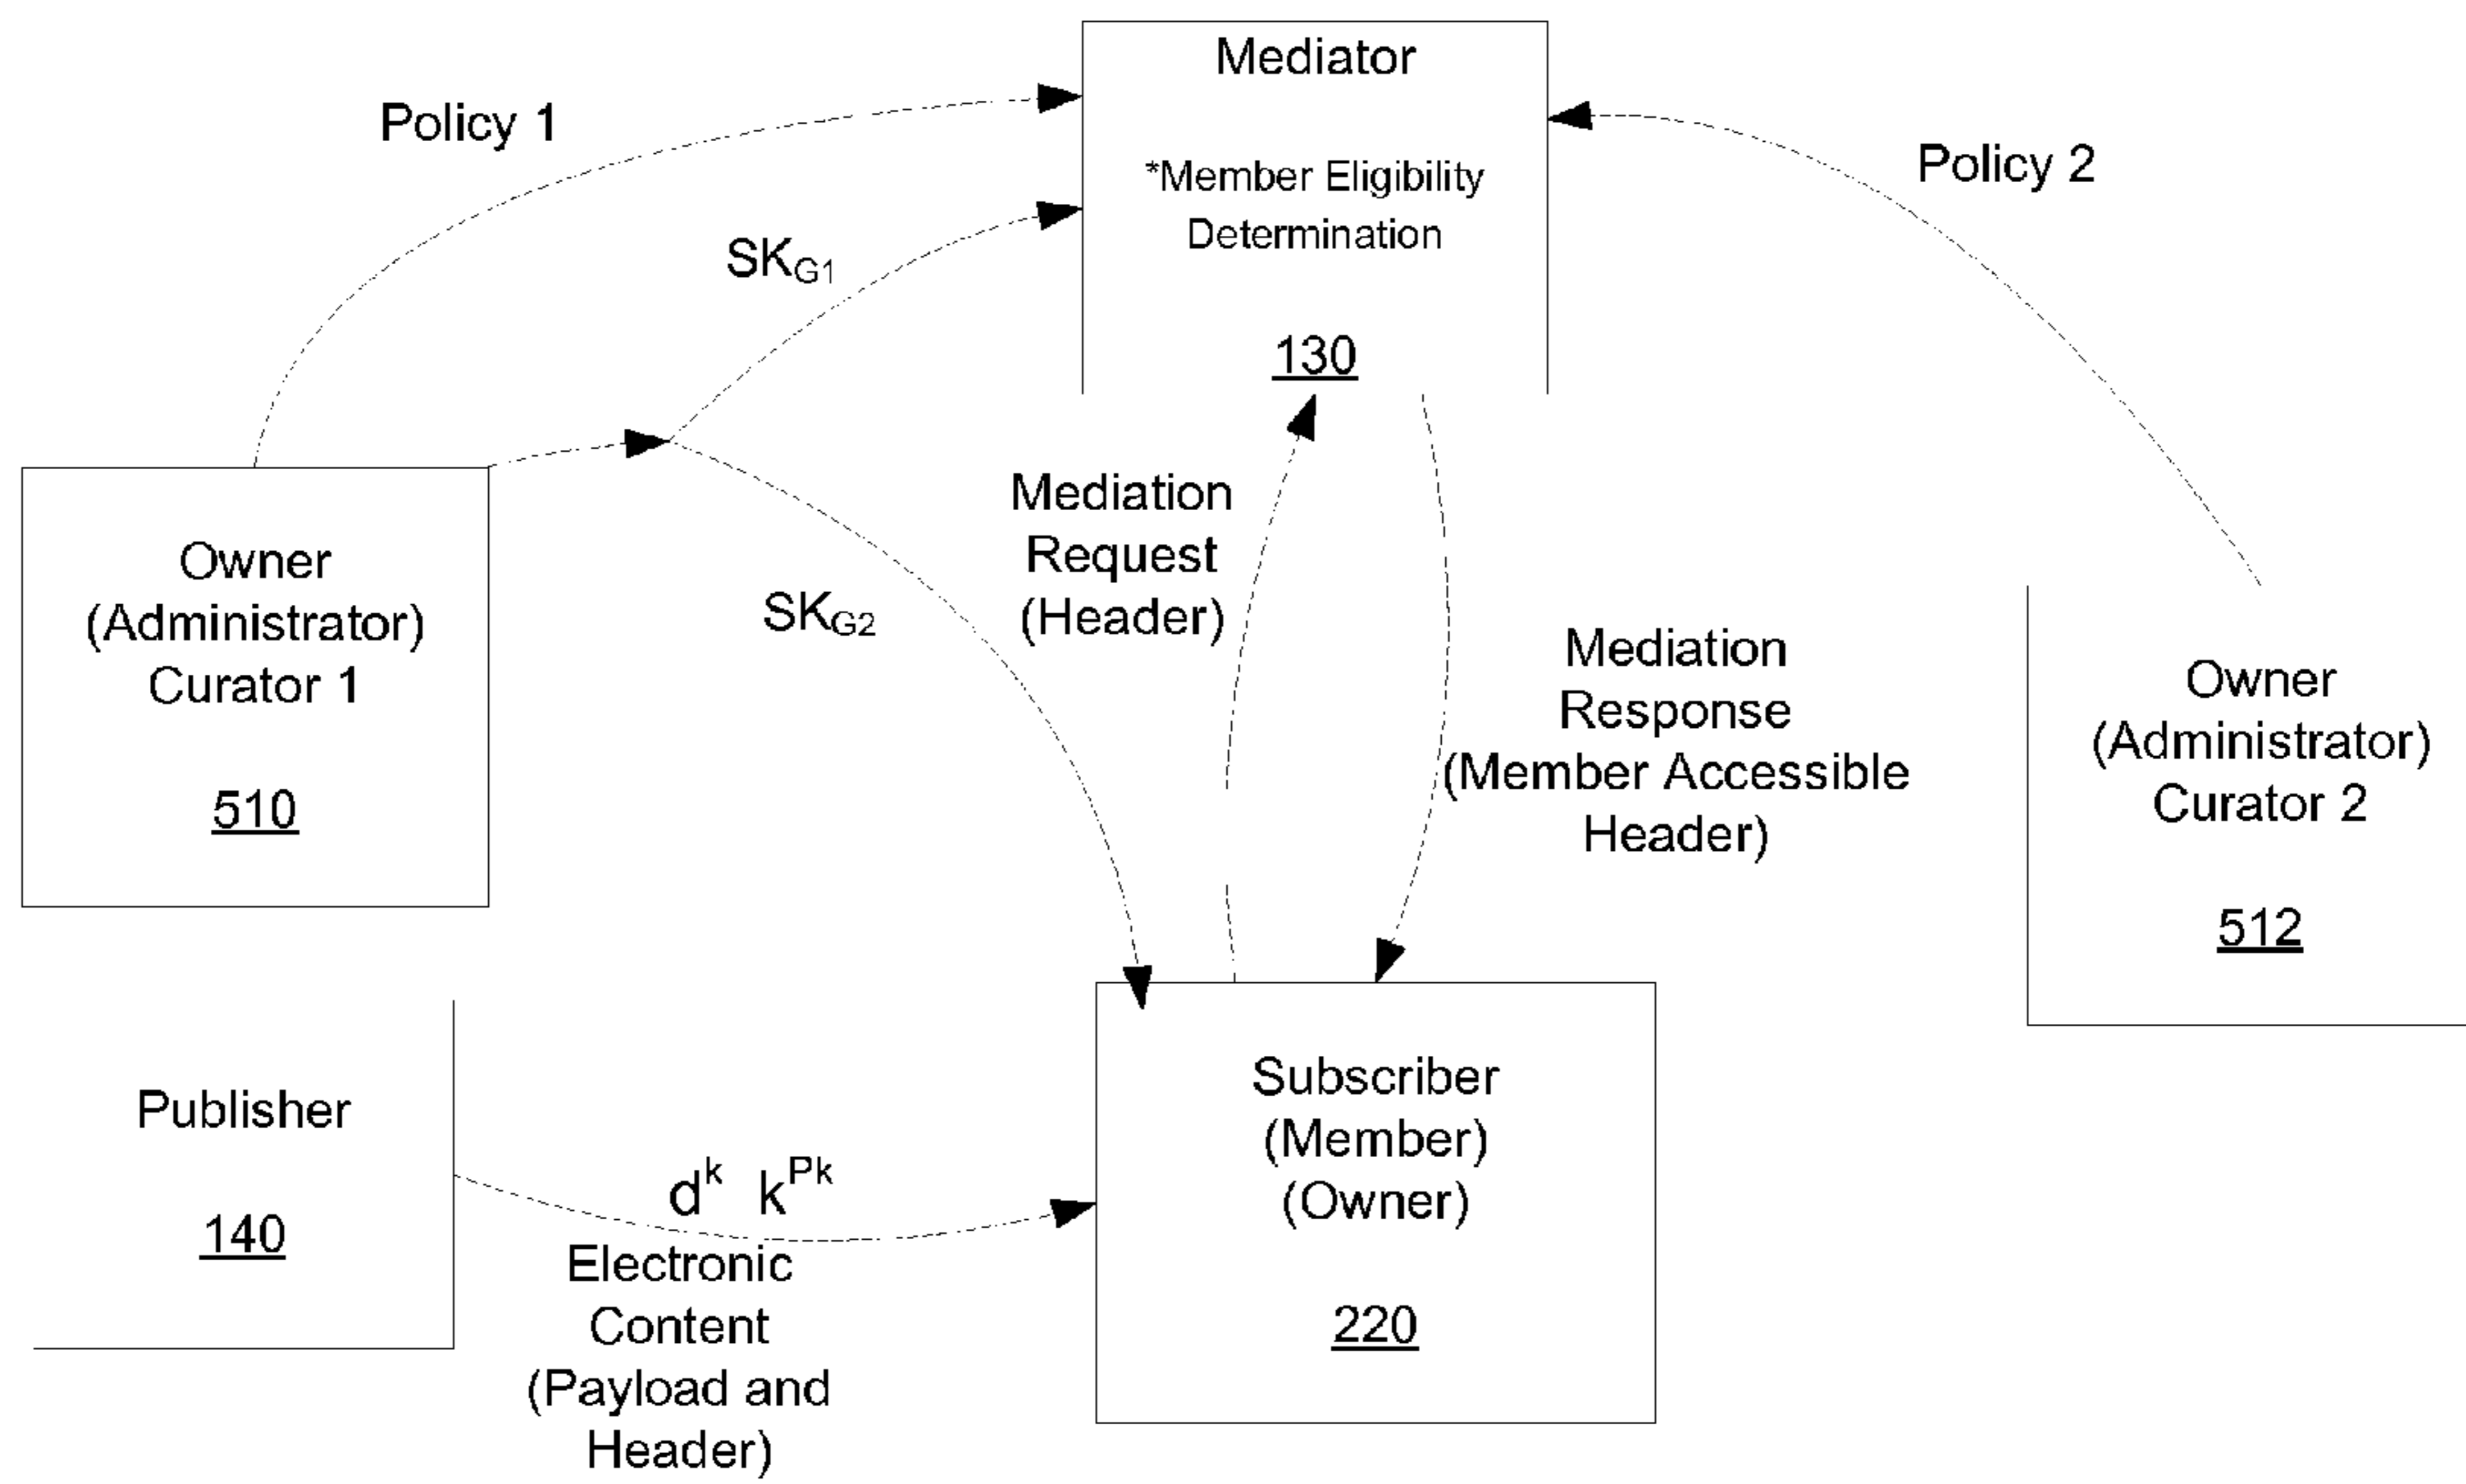 Mediator
*Member Eligibility
Determination
130
Policy 1
Policy 2
SKG1
SKG2
Owner
(Administrator)
Curator 1
510
Mediation
Request
(Header)
Mediation
Response
(Member Accessible
Header)
Owner
(Administrator)
Curator 2
512
Publisher
140
d^k k^Pk
Electronic
Content
(Payload and
Header)
Subscriber
(Member)
(Owner)
220